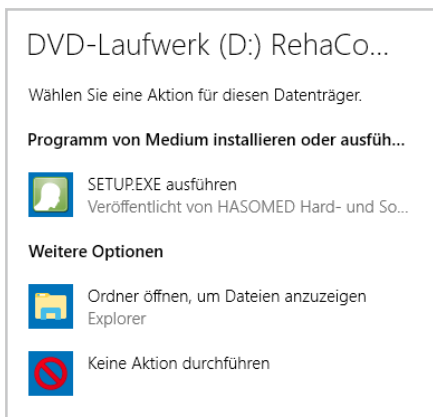 DVD-Laufwerk (D:) RehaCo...
Wählen Sie eine Aktion für diesen Datenträger.
Programm von Medium installieren oder ausfüh...
SETUP.EXE ausführen
Veröffentlicht von HASOMED Hard- und So...
Weitere Optionen
Ordner öffnen, um Dateien anzuzeigen
Explorer
Keine Aktion durchführen